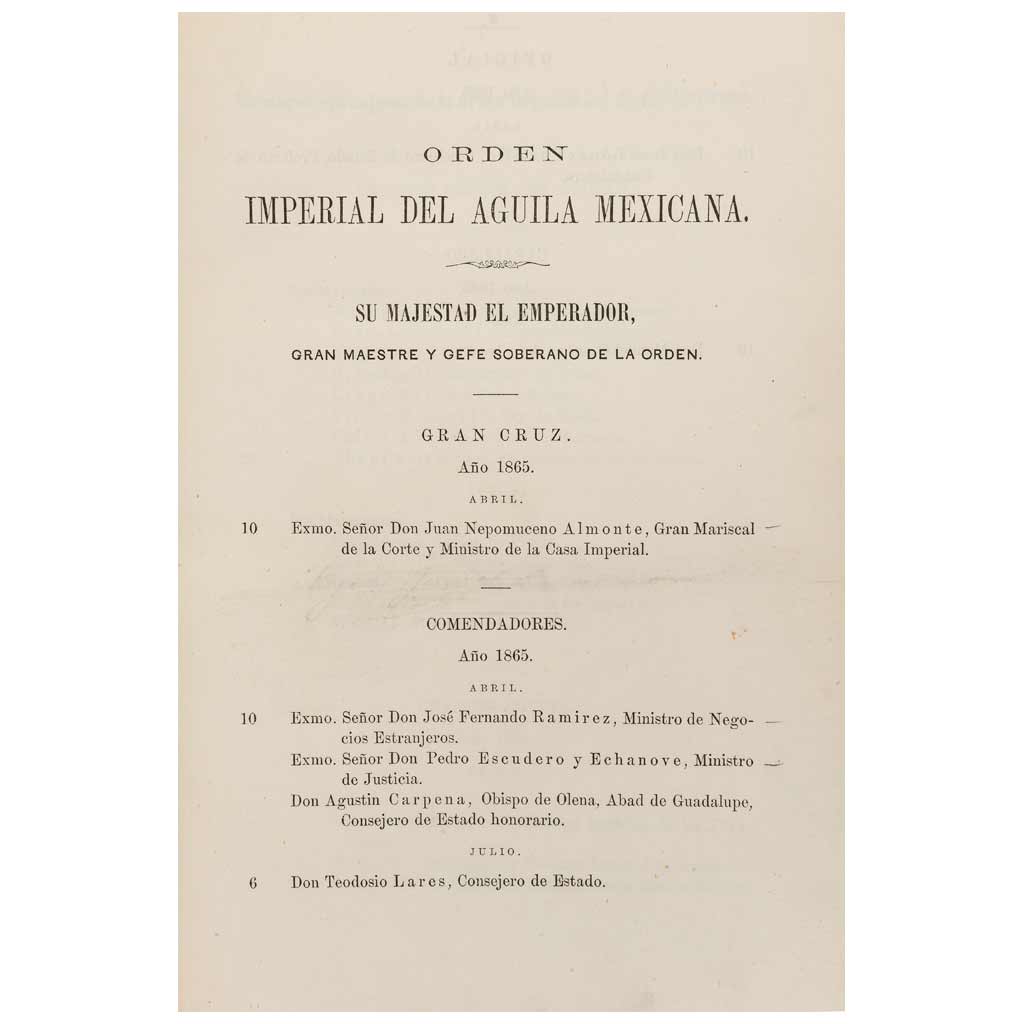 ORDEN
IMPERIAL DEL AGUILA MEXICANA.
SU MAJESTAD EL EMPERADOR,
GRAN MAESTRE Y GEFE SOBERANO DE LA ORDEN.
GRAN CRUZ.
Año 1865.
ABRIL.
10 Exmo. Señor Don Juan Nepomuceno Almonte, Gran Mariscal
de la Corte y Ministro de la Casa Imperial.
COMENDADORES.
Año 1865.
ABRIL.
10 Exmo. Señor Don José Fernando Ramirez, Ministro de Nego-
cios Estranjeros.
Exmo. Señor Don Pedro Escudero y Echanove, Ministro
de Justicia.
Don Agustin Carpena, Obispo de Olena, Abad de Guadalupe,
Consejero de Estado honorario.
JULIO.
6 Don Teodosio Lares, Consejero de Estado.